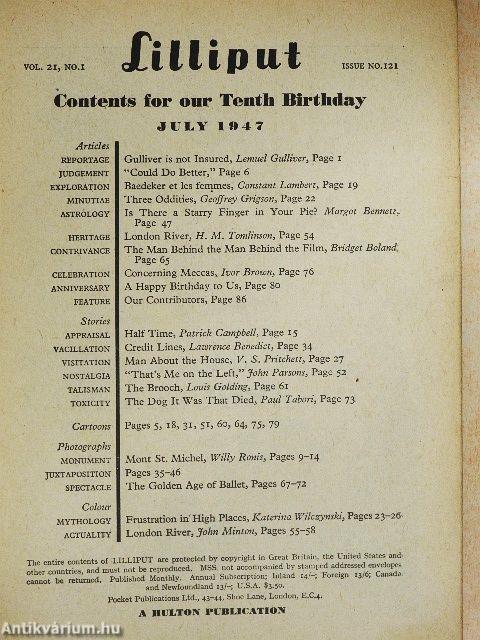 VOL. 21, NO.1 Lilliput ISSUE NO.121
Contents for our Tenth Birthday
JULY 1947
Articles
REPORTAGE Gulliver is not Insured, Lemuel Gulliver, Page 1
JUDGEMENT "Could Do Better," Page 6
EXPLORATION Baedeker et les femmes, Constant Lambert, Page 19
MINUTIAE Three Oddities, Geoffrey Grigson, Page 22
ASTROLOGY Is There a Starry Finger in Your Pie? Margot Bennett,
Page 47
HERITAGE London River, H. M. Tomlinson, Page 54
CONTRIVANCE The Man Behind the Man Behind the Film, Bridget Boland,
Page 65
CELEBRATION Concerning Meccas, Ivor Brown, Page 76
ANNIVERSARY A Happy Birthday to Us, Page 80
FEATURE Our Contributors, Page 86
Stories
APPRAISAL Half Time, Patrick Campbell, Page 15
VACILLATION Credit Lines, Lawrence Benedict, Page 34
VISITATION Man About the House, V. S. Pritchett, Page 27
NOSTALGIA "That's Me on the Left," John Parsons, Page 52
TALISMAN The Brooch, Louis Golding, Page 61
TOXICITY The Dog It Was That Died, Paul Tabori, Page 73
Cartoons Pages 5, 18, 31, 51, 60, 64, 75, 79
Photographs
MONUMENT Mont St. Michel, Willy Ronis, Pages 9-14
JUXTAPOSITION Pages 35-46
SPECTACLE The Golden Age of Ballet, Pages 67-72
Colour
MYTHOLOGY Frustration in High Places, Katerina Wilczynski, Pages 23-26
ACTUALITY London River, John Minton, Pages 55-58
The entire contents of LILLIPUT are protected by copyright in Great Britain, the United States and
other countries, and must not be reproduced. MSS. not accompanied by stamped addressed envelopes
cannot be returned. Published Monthly. Annual Subscription; Inland 14/-; Foreign 13/6; Canada
and Newfoundland 13/-; U.S.A. $3.50.
Pocket Publications Ltd., 43-44, Shoe Lane, London, E.C.4.
A HULTON PUBLICATION
Antikvárium.hu